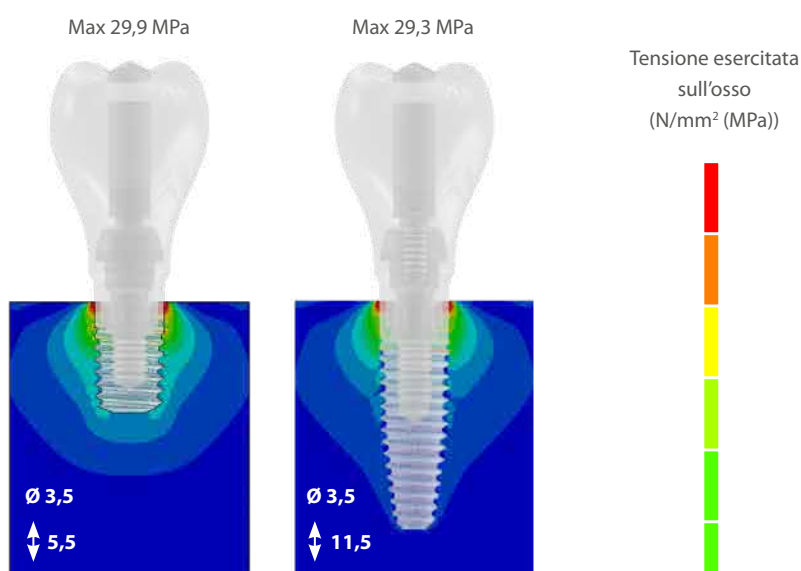 Max 29,9 MPa
Max 29,3 MPa
Tensione esercitata
sull'osso
(N/mm² (MPa))
Ø 3,5
5,5
Ø 3,5
11,5